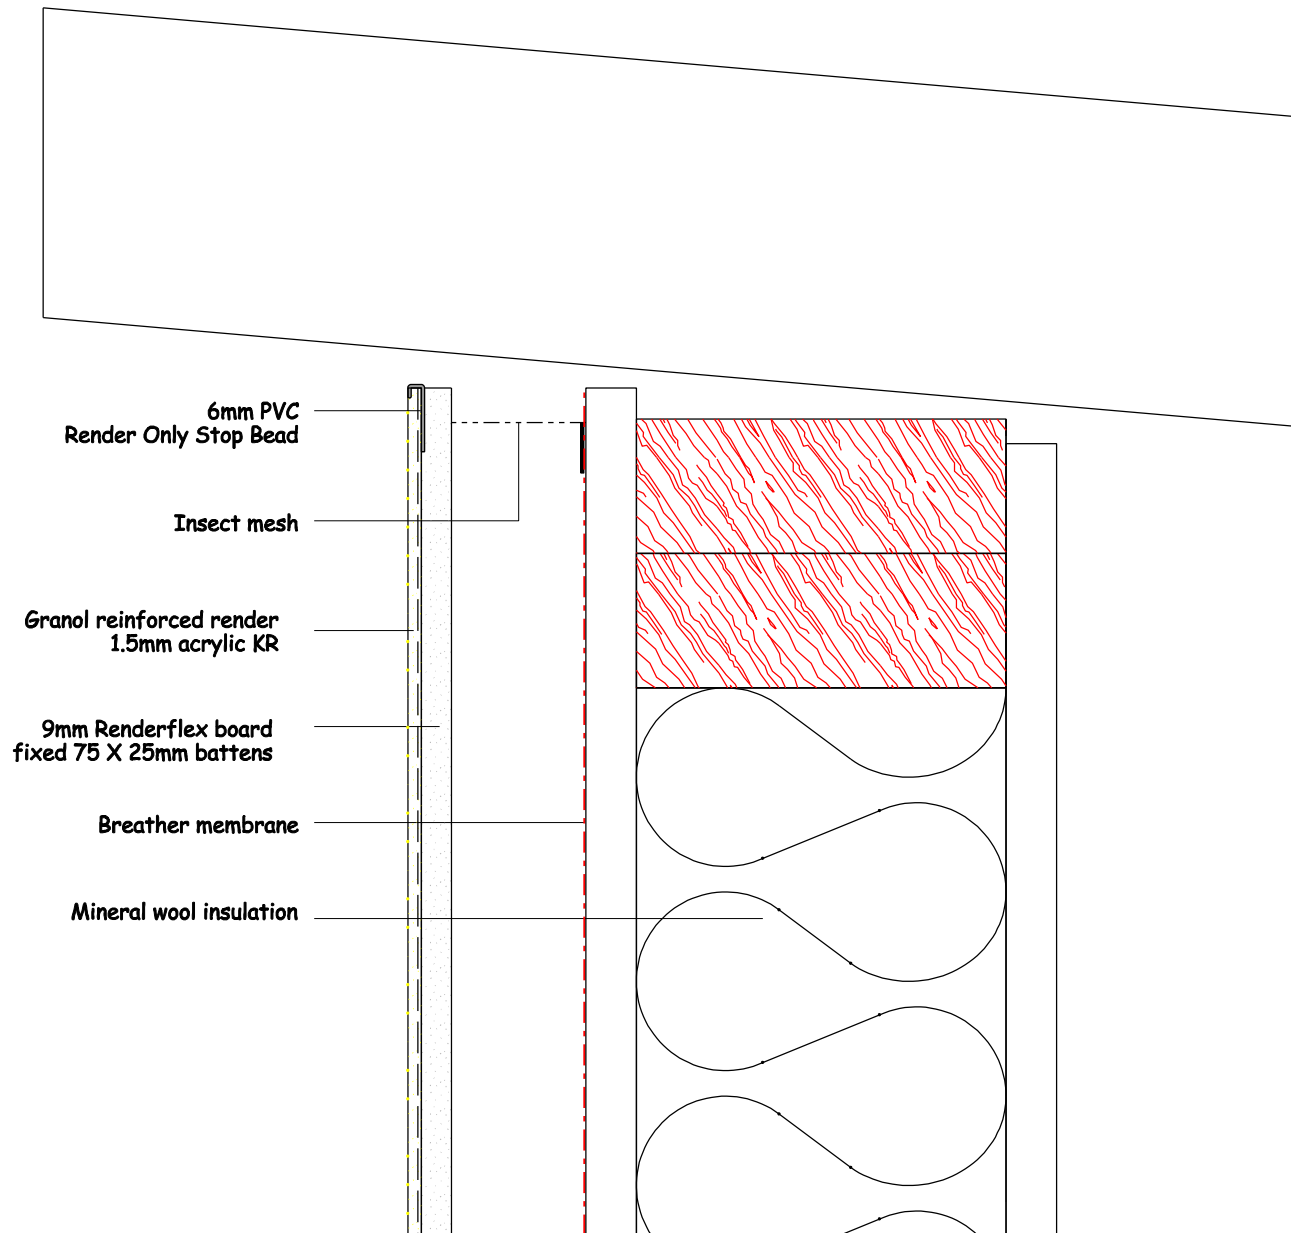 6mm PVC
Render Only Stop Bead
Insect mesh
Granol reinforced render
1.5mm acrylic KR
9mm Renderflex board
fixed 75 X 25mm battens
Breather membrane
Mineral wool insulation